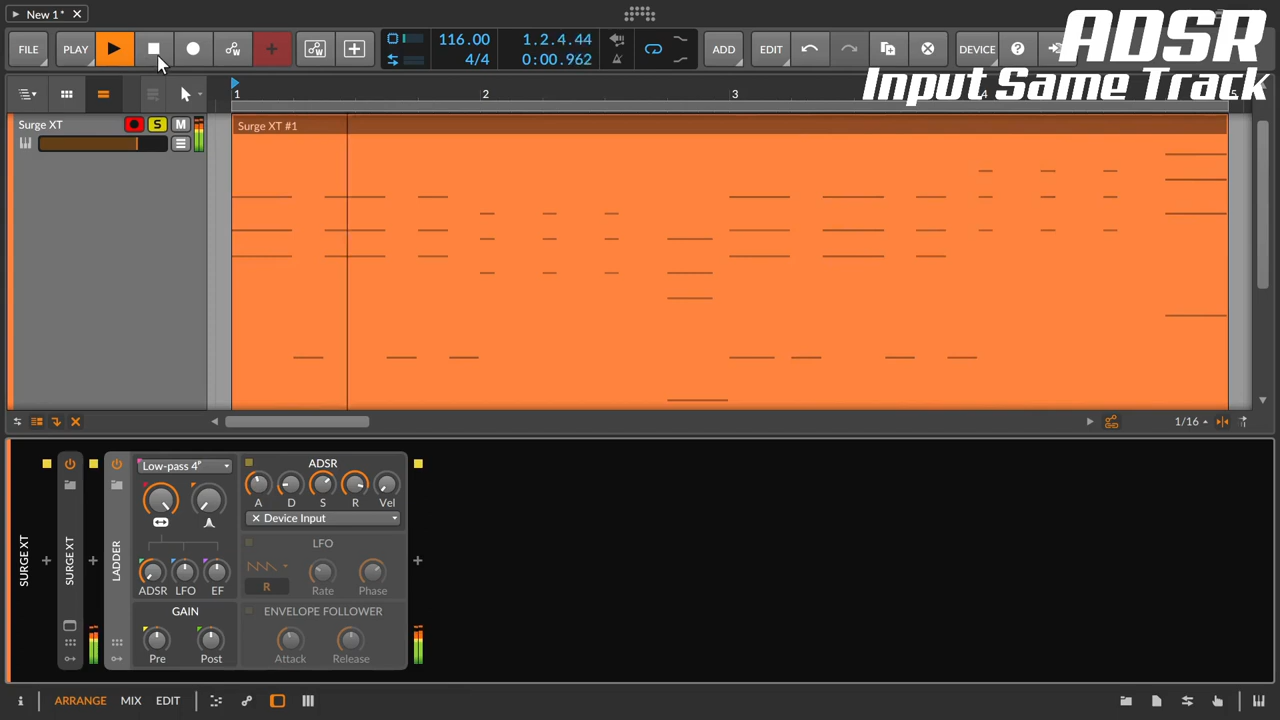 New 1*
ADSR
Input Same Track
FILE
PLAY
116.00
4/4
1.2.4.44
0:00.962
ADD
EDIT
DEVICE
1
2
3
4
5
Surge XT
S
M
Surge XT #1
1/16
SURGE XT
SURGE XT
LADDER
Low-pass 4ᵖ
ADSR
LFO
EF
GAIN
Pre
Post
ADSR
A
D
S
R
Vel
Device Input
LFO
R
Rate
Phase
ENVELOPE FOLLOWER
Attack
Release
ARRANGE
MIX
EDIT